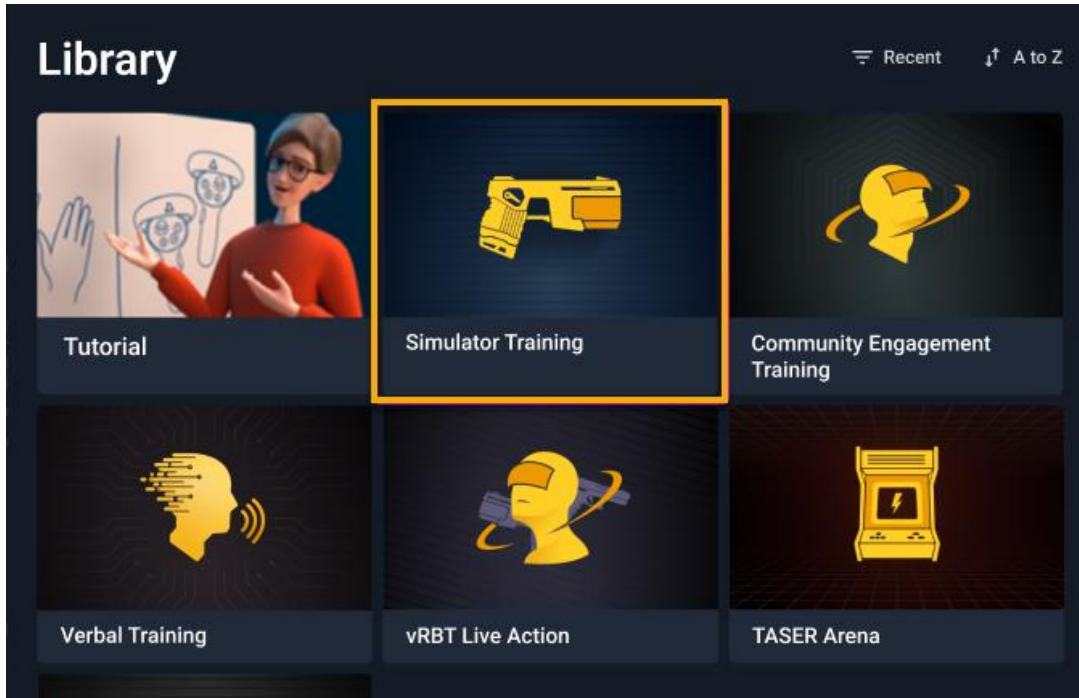 Library
Recent
A to Z
Tutorial
Simulator Training
Community Engagement
Training
Verbal Training
vRBT Live Action
TASER Arena